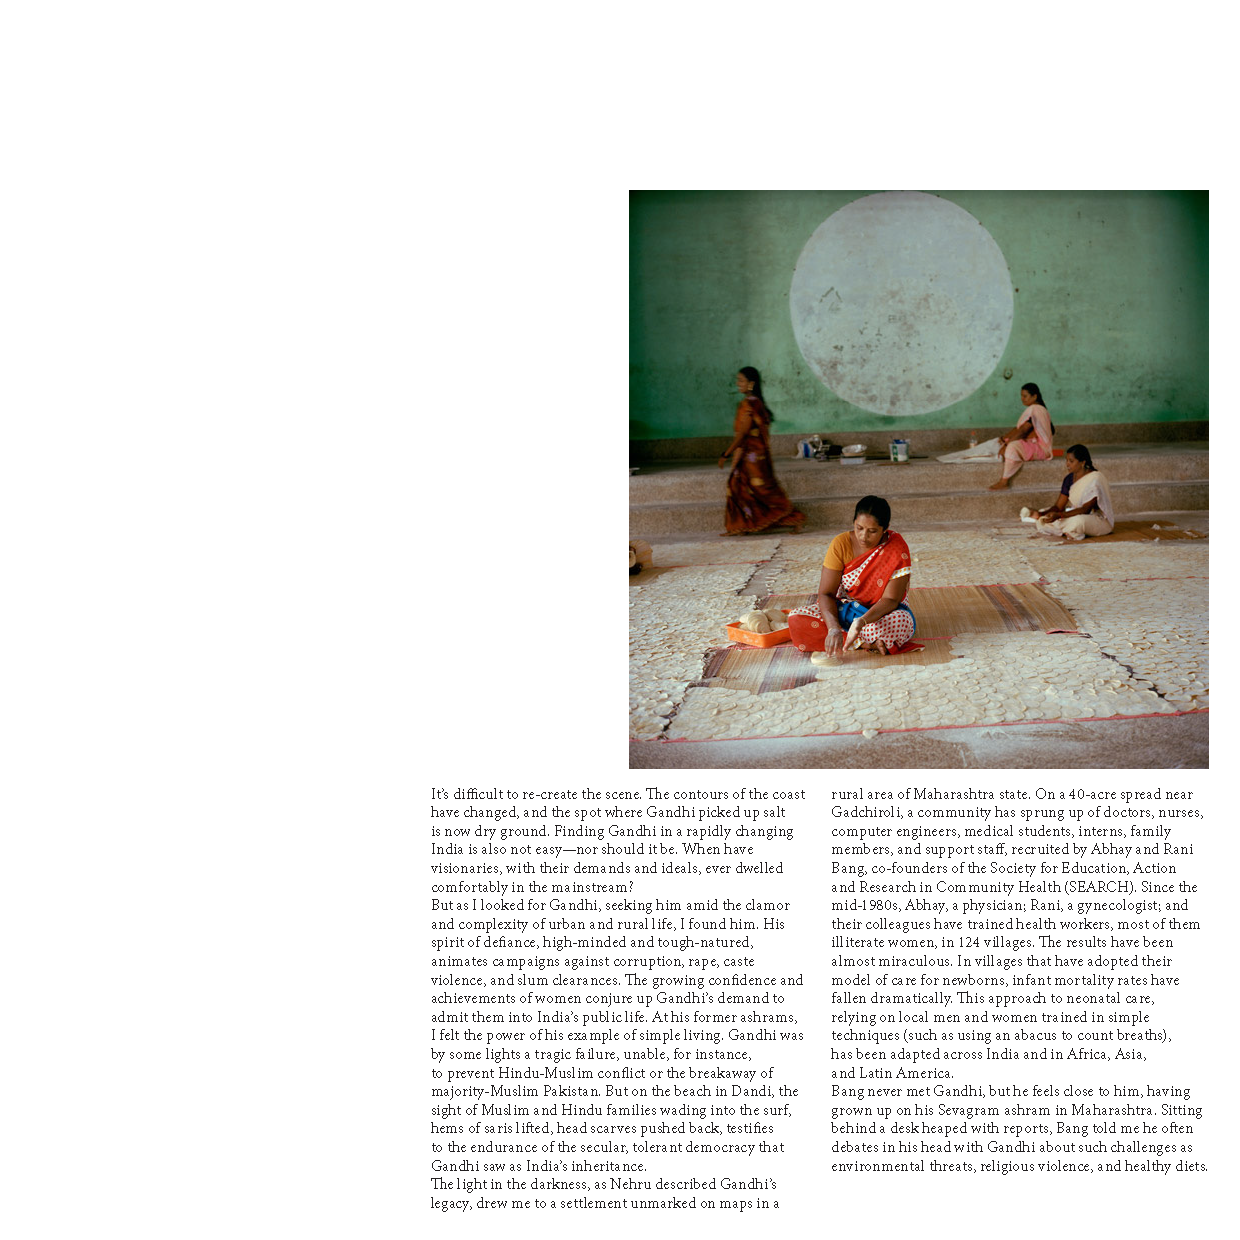 It's difficult to re-create the scene. The contours of the coast
have changed, and the spot where Gandhi picked up salt
is now dry ground. Finding Gandhi in a rapidly changing
India is also not easy—nor should it be. When have
visionaries, with their demands and ideals, ever dwelled
comfortably in the mainstream?
But as I looked for Gandhi, seeking him amid the clamor
and complexity of urban and rural life, I found him. His
spirit of defiance, high-minded and tough-natured,
animates campaigns against corruption, rape, caste
violence, and slum clearances. The growing confidence and
achievements of women conjure up Gandhi's demand to
admit them into India's public life. At his former ashrams,
I felt the power of his example of simple living. Gandhi was
by some lights a tragic failure, unable, for instance,
to prevent Hindu-Muslim conflict or the breakaway of
majority-Muslim Pakistan. But on the beach in Dandi, the
sight of Muslim and Hindu families wading into the surf,
hems of saris lifted, head scarves pushed back, testifies
to the endurance of the secular, tolerant democracy that
Gandhi saw as India's inheritance.
The light in the darkness, as Nehru described Gandhi's
legacy, drew me to a settlement unmarked on maps in a
rural area of Maharashtra state. On a 40-acre spread near
Gadchiroli, a community has sprung up of doctors, nurses,
computer engineers, medical students, interns, family
members, and support staff, recruited by Abhay and Rani
Bang, co-founders of the Society for Education, Action
and Research in Community Health (SEARCH). Since the
mid-1980s, Abhay, a physician; Rani, a gynecologist; and
their colleagues have trained health workers, most of them
illiterate women, in 124 villages. The results have been
almost miraculous. In villages that have adopted their
model of care for newborns, infant mortality rates have
fallen dramatically. This approach to neonatal care,
relying on local men and women trained in simple
techniques (such as using an abacus to count breaths),
has been adapted across India and in Africa, Asia,
and Latin America.
Bang never met Gandhi, but he feels close to him, having
grown up on his Sevagram ashram in Maharashtra. Sitting
behind a desk heaped with reports, Bang told me he often
debates in his head with Gandhi about such challenges as
environmental threats, religious violence, and healthy diets.